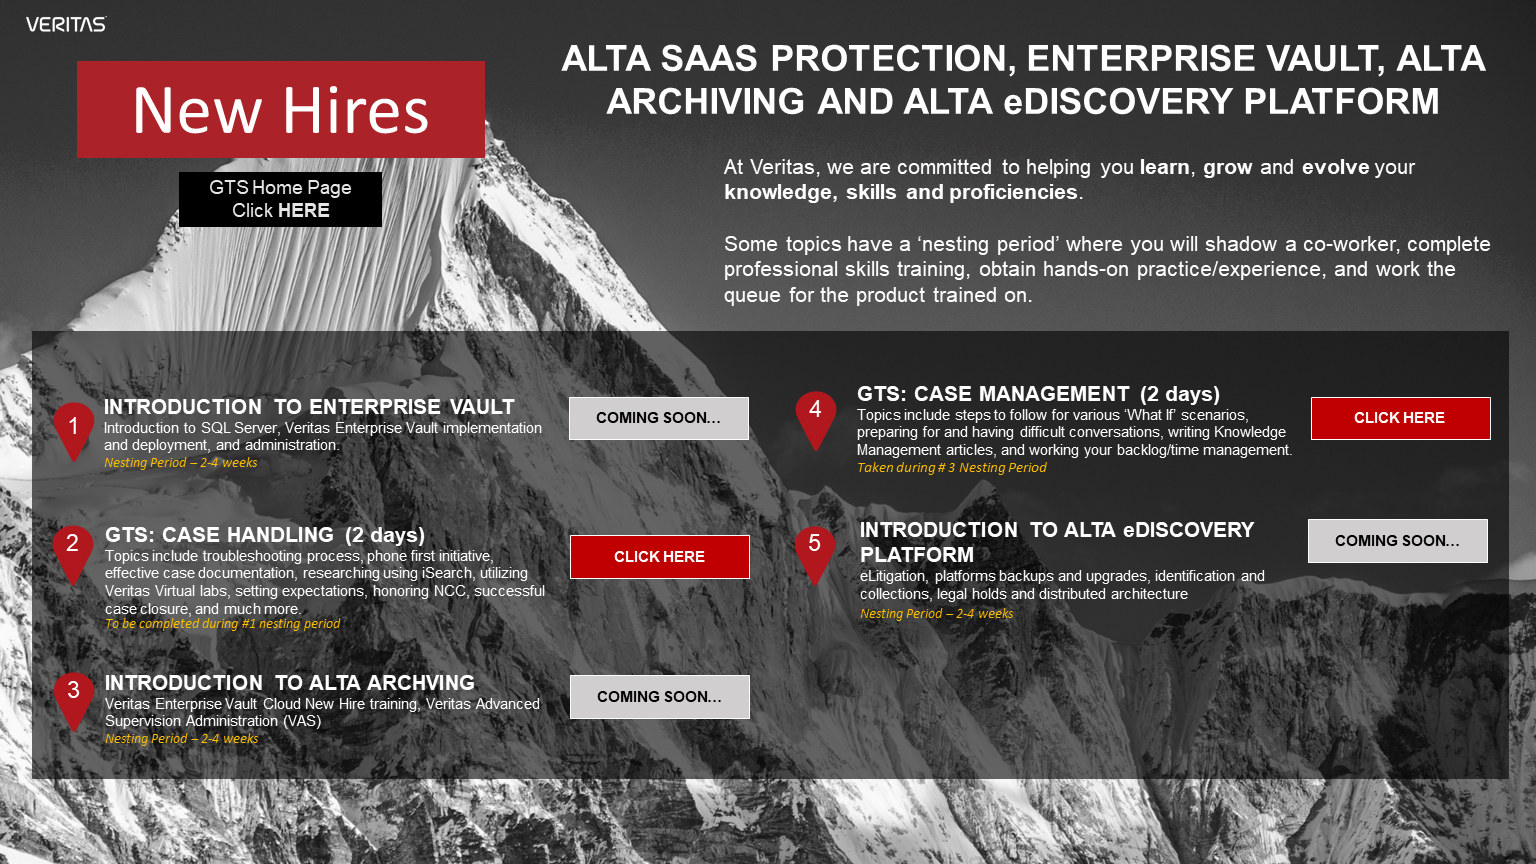 VERITAS
New Hires
GTS Home Page
Click HERE
ALTA SAAS PROTECTION, ENTERPRISE VAULT, ALTA
ARCHIVING AND ALTA eDISCOVERY PLATFORM
At Veritas, we are committed to helping you learn, grow and evolve your
knowledge, skills and proficiencies.
Some topics have a ‘nesting period’ where you will shadow a co-worker, complete
professional skills training, obtain hands-on practice/experience, and work the
queue for the product trained on.
1
INTRODUCTION TO ENTERPRISE VAULT
Introduction to SQL Server, Veritas Enterprise Vault implementation
and deployment, and administration.
Nesting Period – 2-4 weeks
COMING SOON…
2
GTS: CASE HANDLING (2 days)
Topics include troubleshooting process, phone first initiative,
effective case documentation, researching using iSearch, utilizing
Veritas Virtual labs, setting expectations, honoring NCC, successful
case closure, and much more.
To be completed during #1 nesting period
CLICK HERE
3
INTRODUCTION TO ALTA ARCHVING
Veritas Enterprise Vault Cloud New Hire training, Veritas Advanced
Supervision Administration (VAS)
Nesting Period – 2-4 weeks
COMING SOON…
4
GTS: CASE MANAGEMENT (2 days)
Topics include steps to follow for various ‘What If’ scenarios,
preparing for and having difficult conversations, writing Knowledge
Management articles, and working your backlog/time management.
Taken during # 3 Nesting Period
CLICK HERE
5
INTRODUCTION TO ALTA eDISCOVERY
PLATFORM
eLitigation, platforms backups and upgrades, identification and
collections, legal holds and distributed architecture
Nesting Period – 2-4 weeks
COMING SOON…